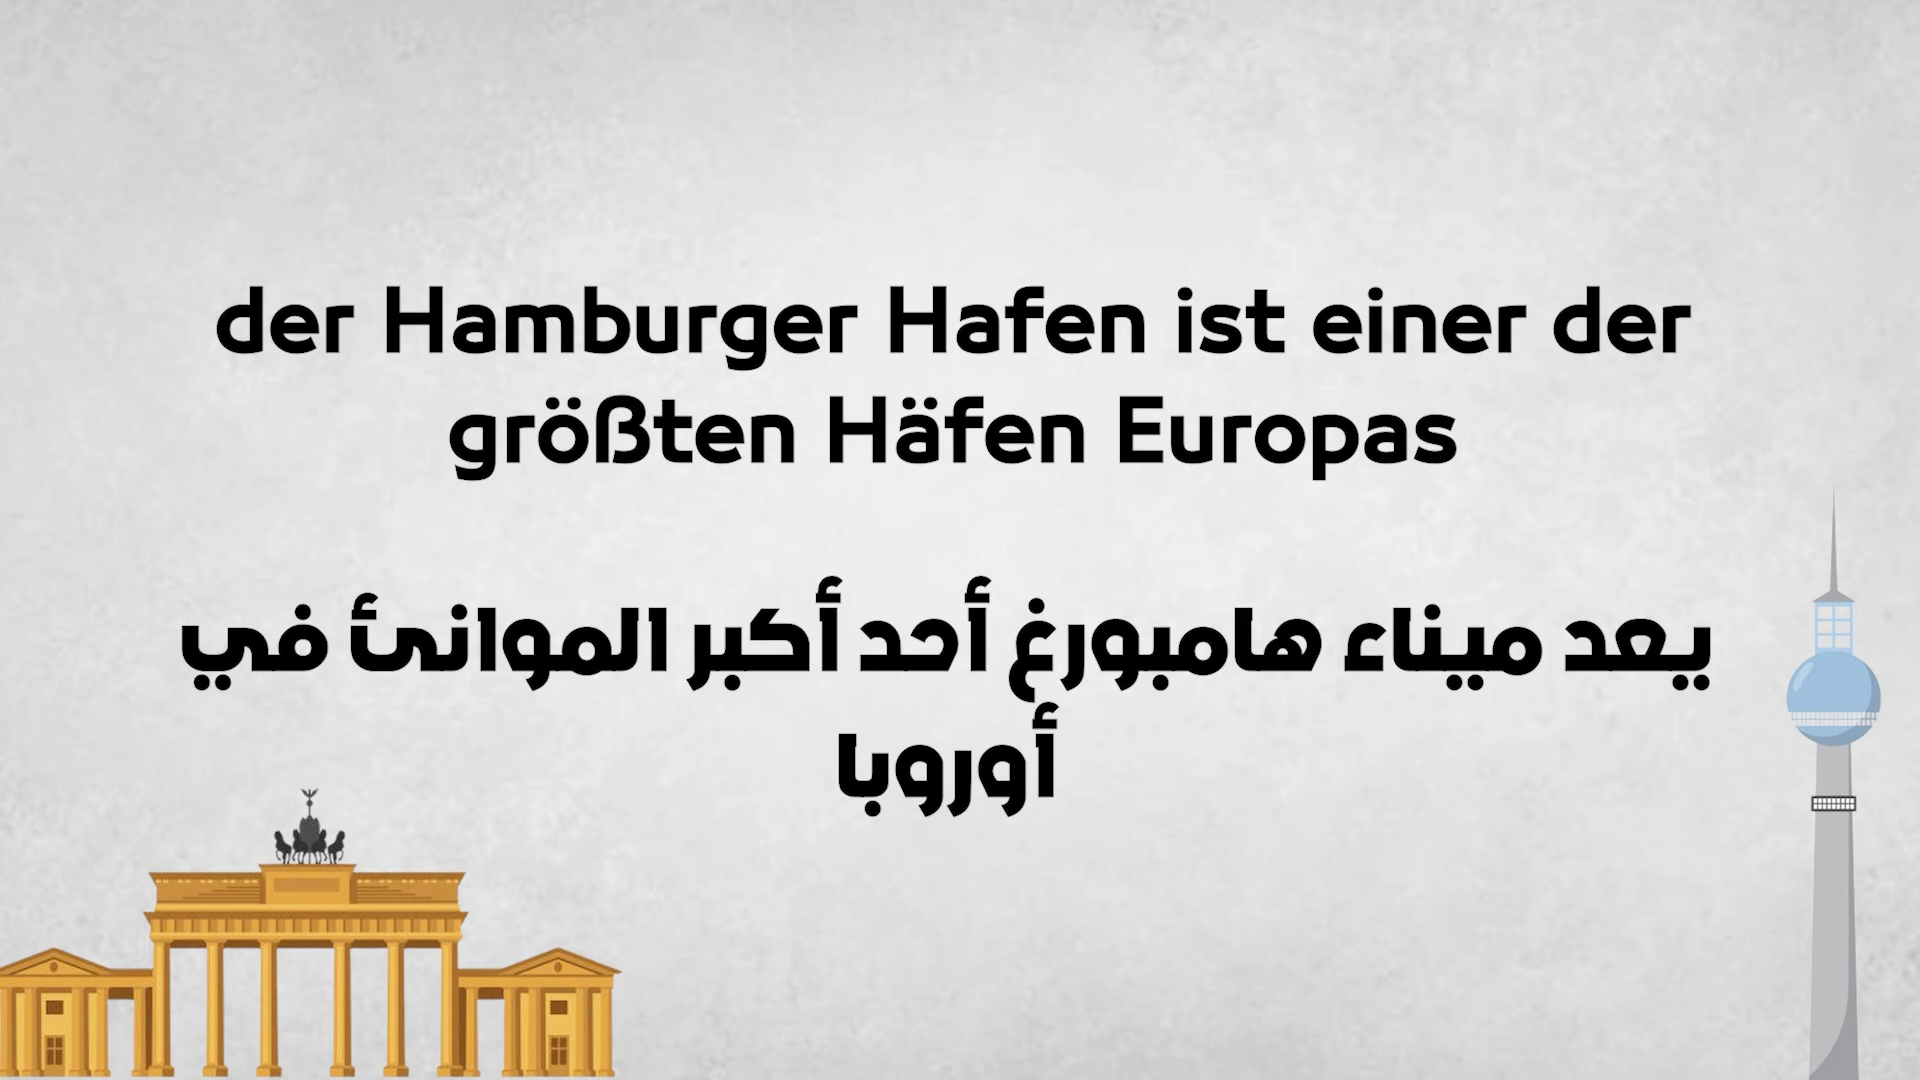 der Hamburger Hafen ist einer der
größten Häfen Europas
يعد ميناء هامبورغ أحد أكبر الموانئ في
أوروبا